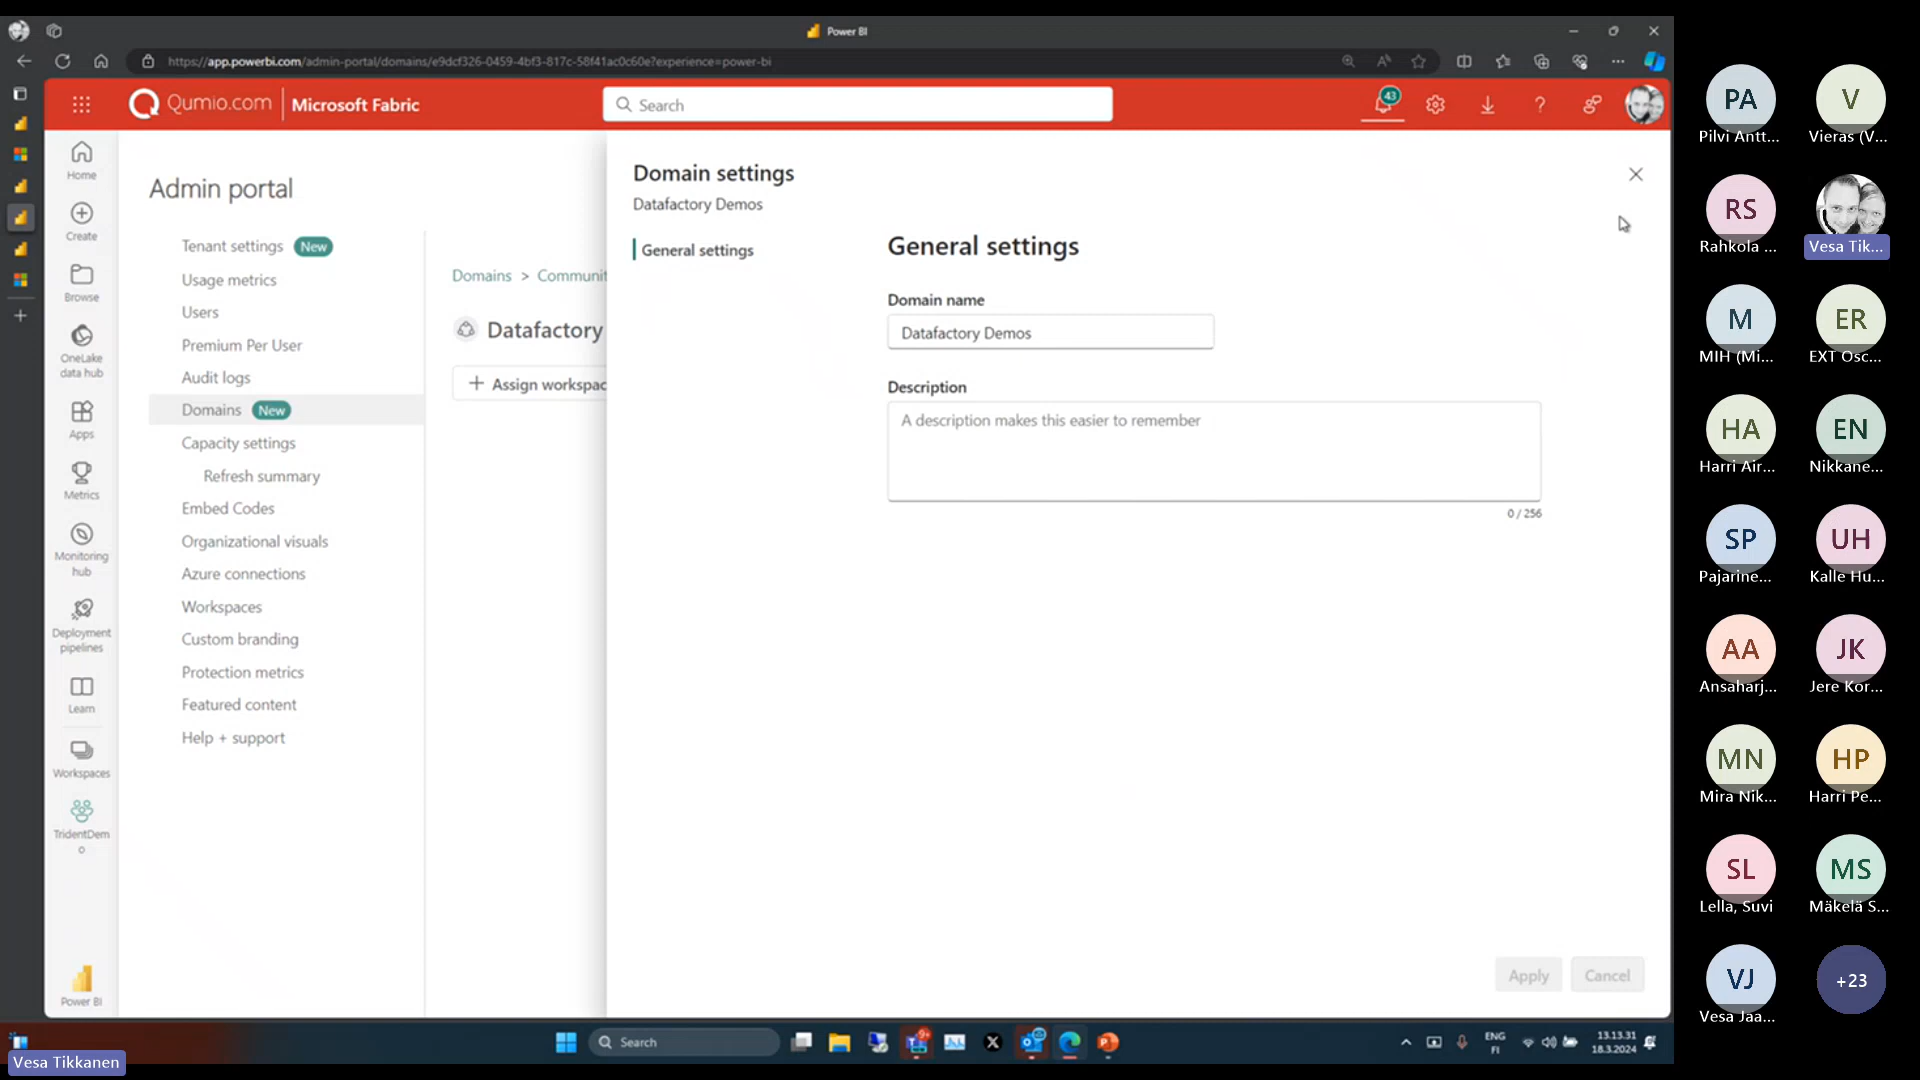 Power BI
https://app.powerbi.com/admin-portal/domains/e9dcf326-0459-4bf3-817c-58f41ac0c60e?experience=power-bi
Qumio.com
Microsoft Fabric
Search
43
Home
Create
Browse
OneLake
data hub
Apps
Metrics
Monitoring
hub
Deployment
pipelines
Learn
Workspaces
TridentDem
o
Power BI
Admin portal
Tenant settings New
Usage metrics
Users
Premium Per User
Audit logs
Domains New
Capacity settings
Refresh summary
Embed Codes
Organizational visuals
Azure connections
Workspaces
Custom branding
Protection metrics
Featured content
Help + support
Domains > Communit
Datafactory
+ Assign workspac
Domain settings
Datafactory Demos
General settings
General settings
Domain name
Datafactory Demos
Description
A description makes this easier to remember
0 / 256
Apply
Cancel
Search
9+
ENG
FI
13.13.31
18.3.2024
Vesa Tikkanen
PA
Pilvi Antt...
V
Vieras (V...
RS
Rahkola ...
Vesa Tik...
M
MIH (Mi...
ER
EXT Osc...
HA
Harri Air...
EN
Nikkane...
SP
Pajarine...
UH
Kalle Hu...
AA
Ansaharj...
JK
Jere Kor...
MN
Mira Nik...
HP
Harri Pe...
SL
Lella, Suvi
MS
Mäkelä S...
VJ
Vesa Jaa...
+23